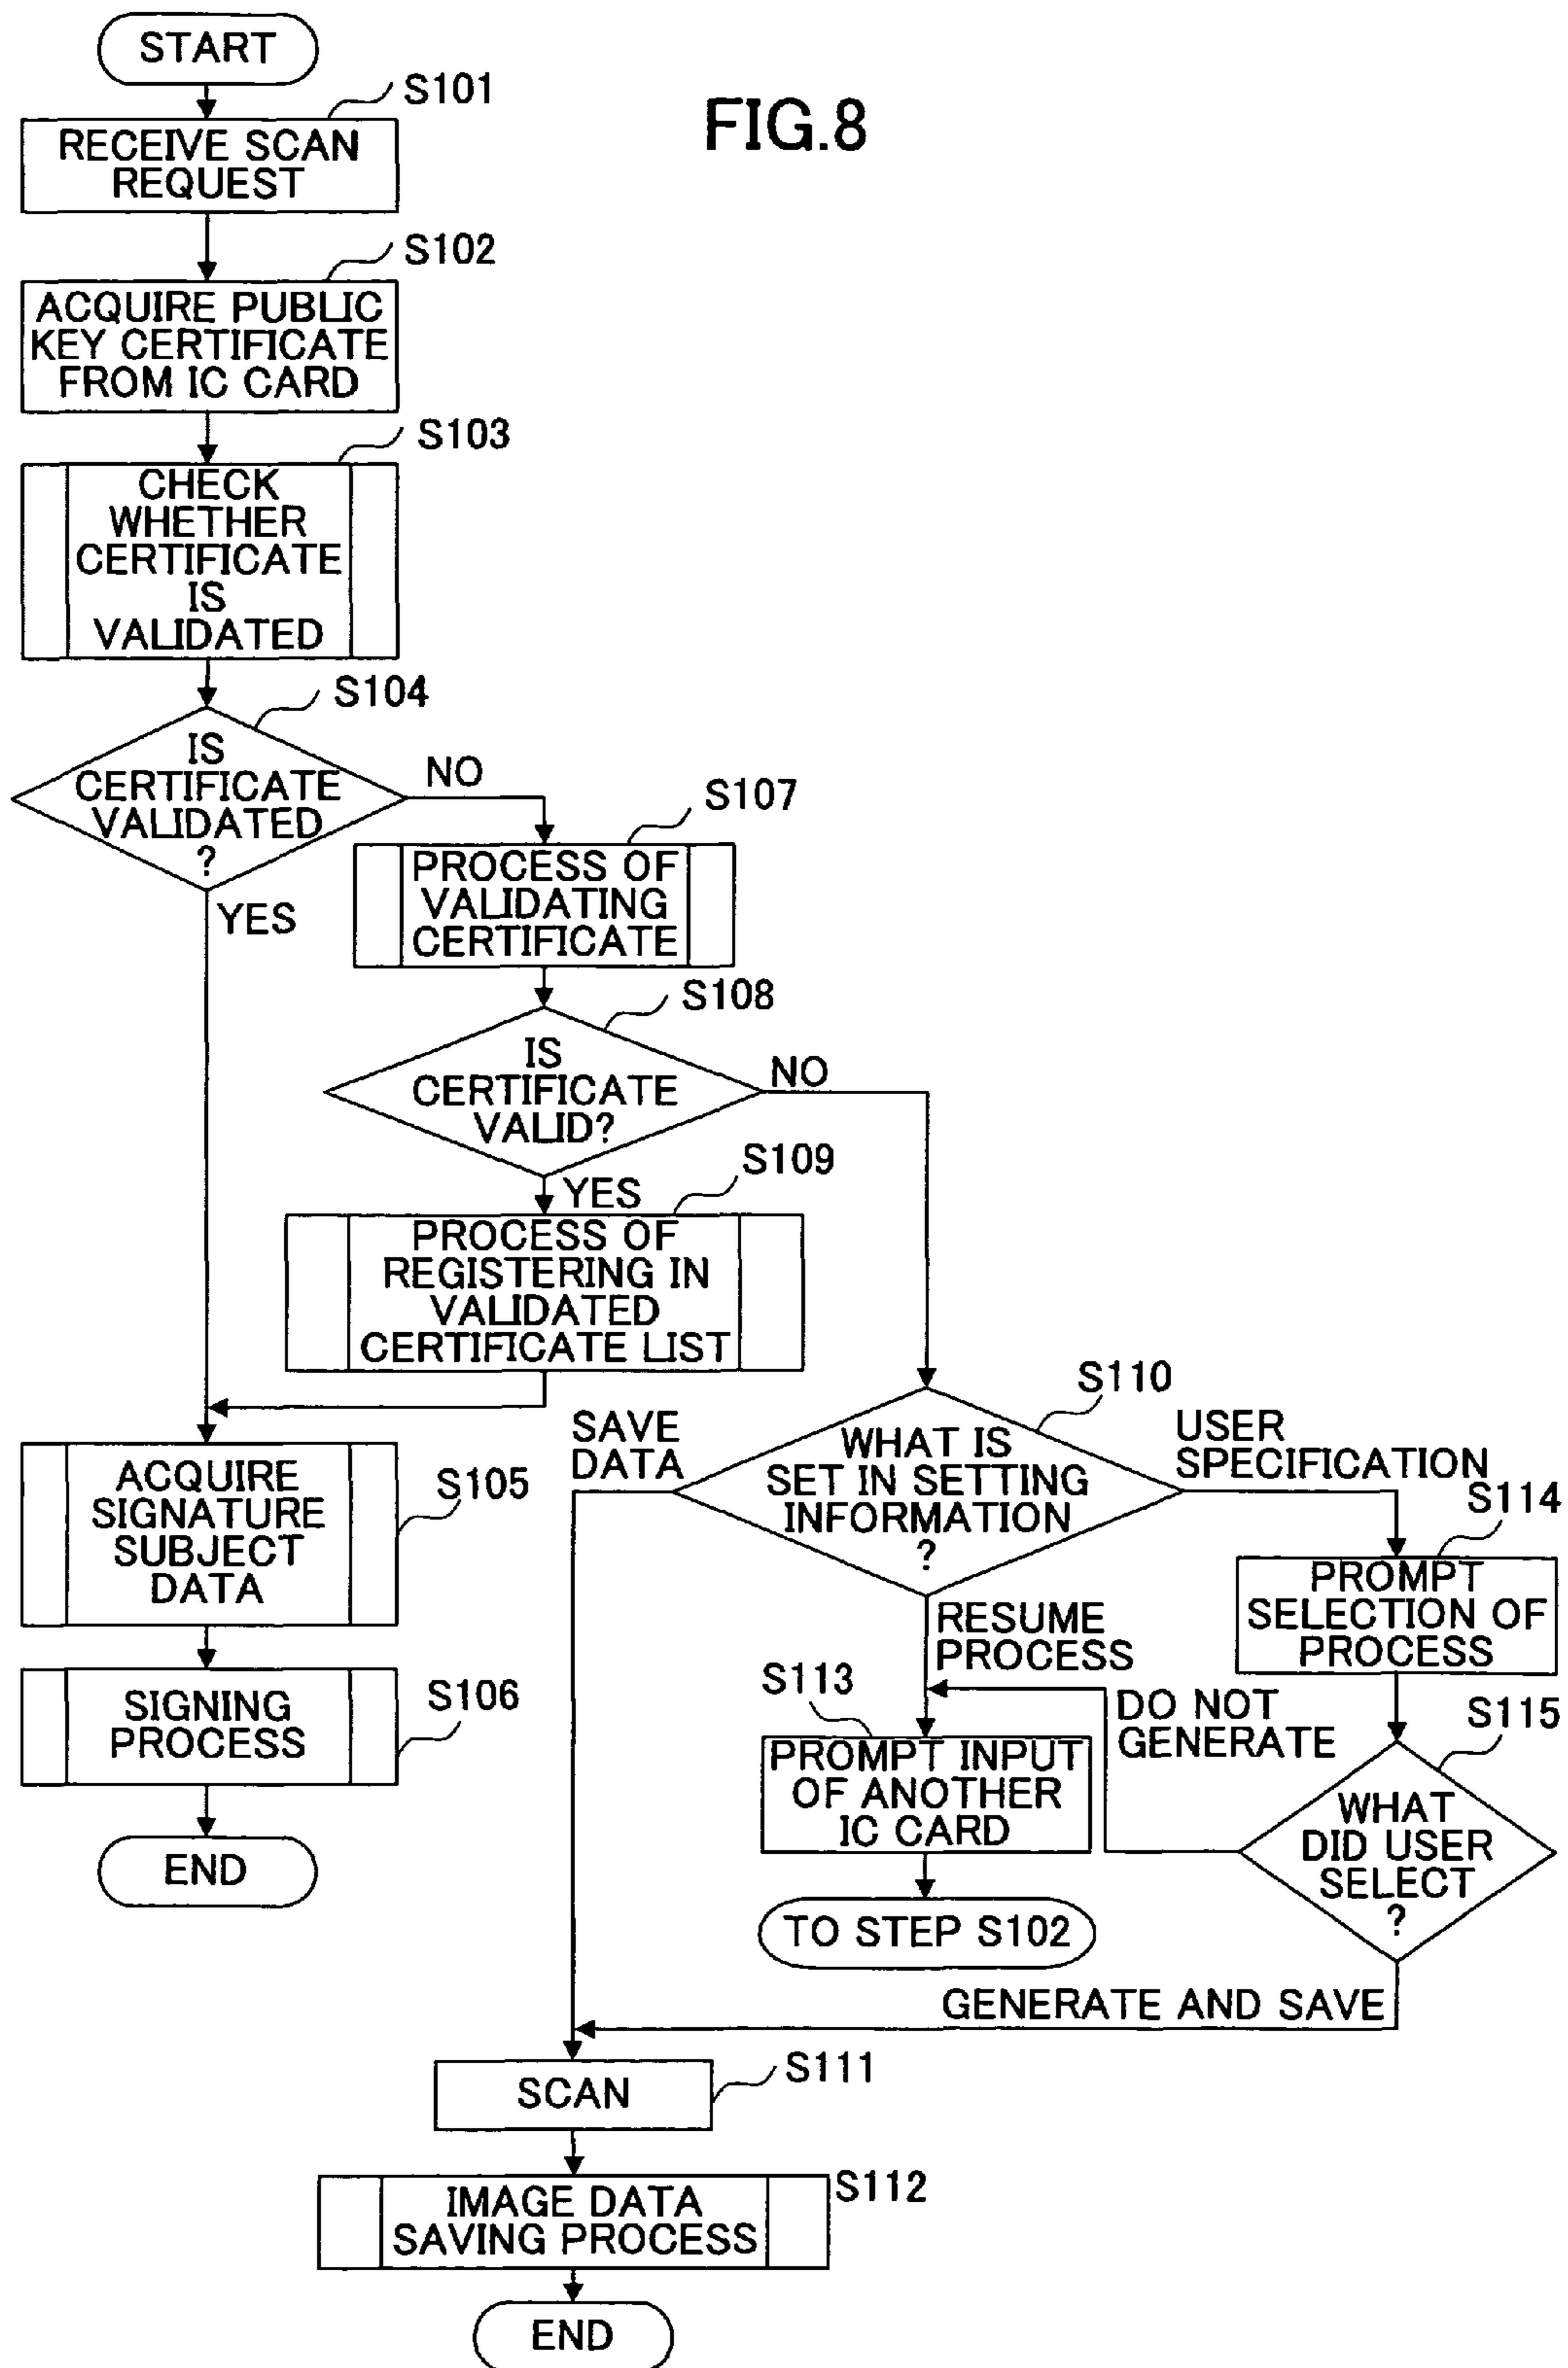 START
S101
FIG.8
RECEIVE SCAN
REQUEST
S102
ACQUIRE PUBLIC
KEY CERTIFICATE
FROM IC CARD
S103
CHECK
WHETHER
CERTIFICATE
IS
VALIDATED
S104
IS
CERTIFICATE
VALIDATED
?
NO
YES
S107
PROCESS OF
VALIDATING
CERTIFICATE
S108
IS
CERTIFICATE
VALID?
NO
YES
S109
PROCESS OF
REGISTERING IN
VALIDATED
CERTIFICATE LIST
S110
WHAT IS
SET IN SETTING
INFORMATION
?
SAVE
DATA
USER
SPECIFICATION
S105
ACQUIRE
SIGNATURE
SUBJECT
DATA
S114
PROMPT
SELECTION OF
PROCESS
RESUME
PROCESS
S106
SIGNING
PROCESS
END
S113
PROMPT INPUT
OF ANOTHER
IC CARD
TO STEP S102
DO NOT
GENERATE
S115
WHAT
DID USER
SELECT
?
GENERATE AND SAVE
S111
SCAN
S112
IMAGE DATA
SAVING PROCESS
END